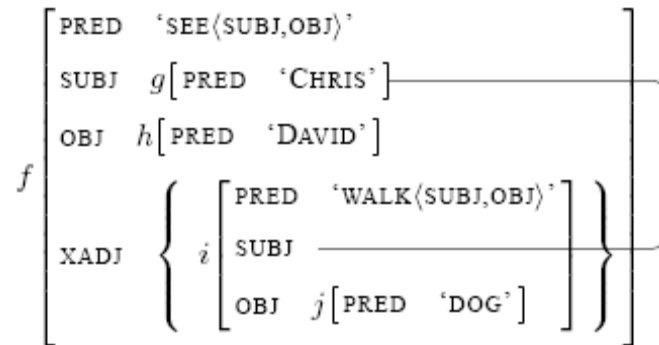 PRED ‘SEE⟨SUBJ,OBJ⟩’
SUBJ g[PRED ‘CHRIS’]
OBJ h[PRED ‘DAVID’]
f
PRED ‘WALK⟨SUBJ,OBJ⟩’
XADJ { i SUBJ }
OBJ j[PRED ‘DOG’]